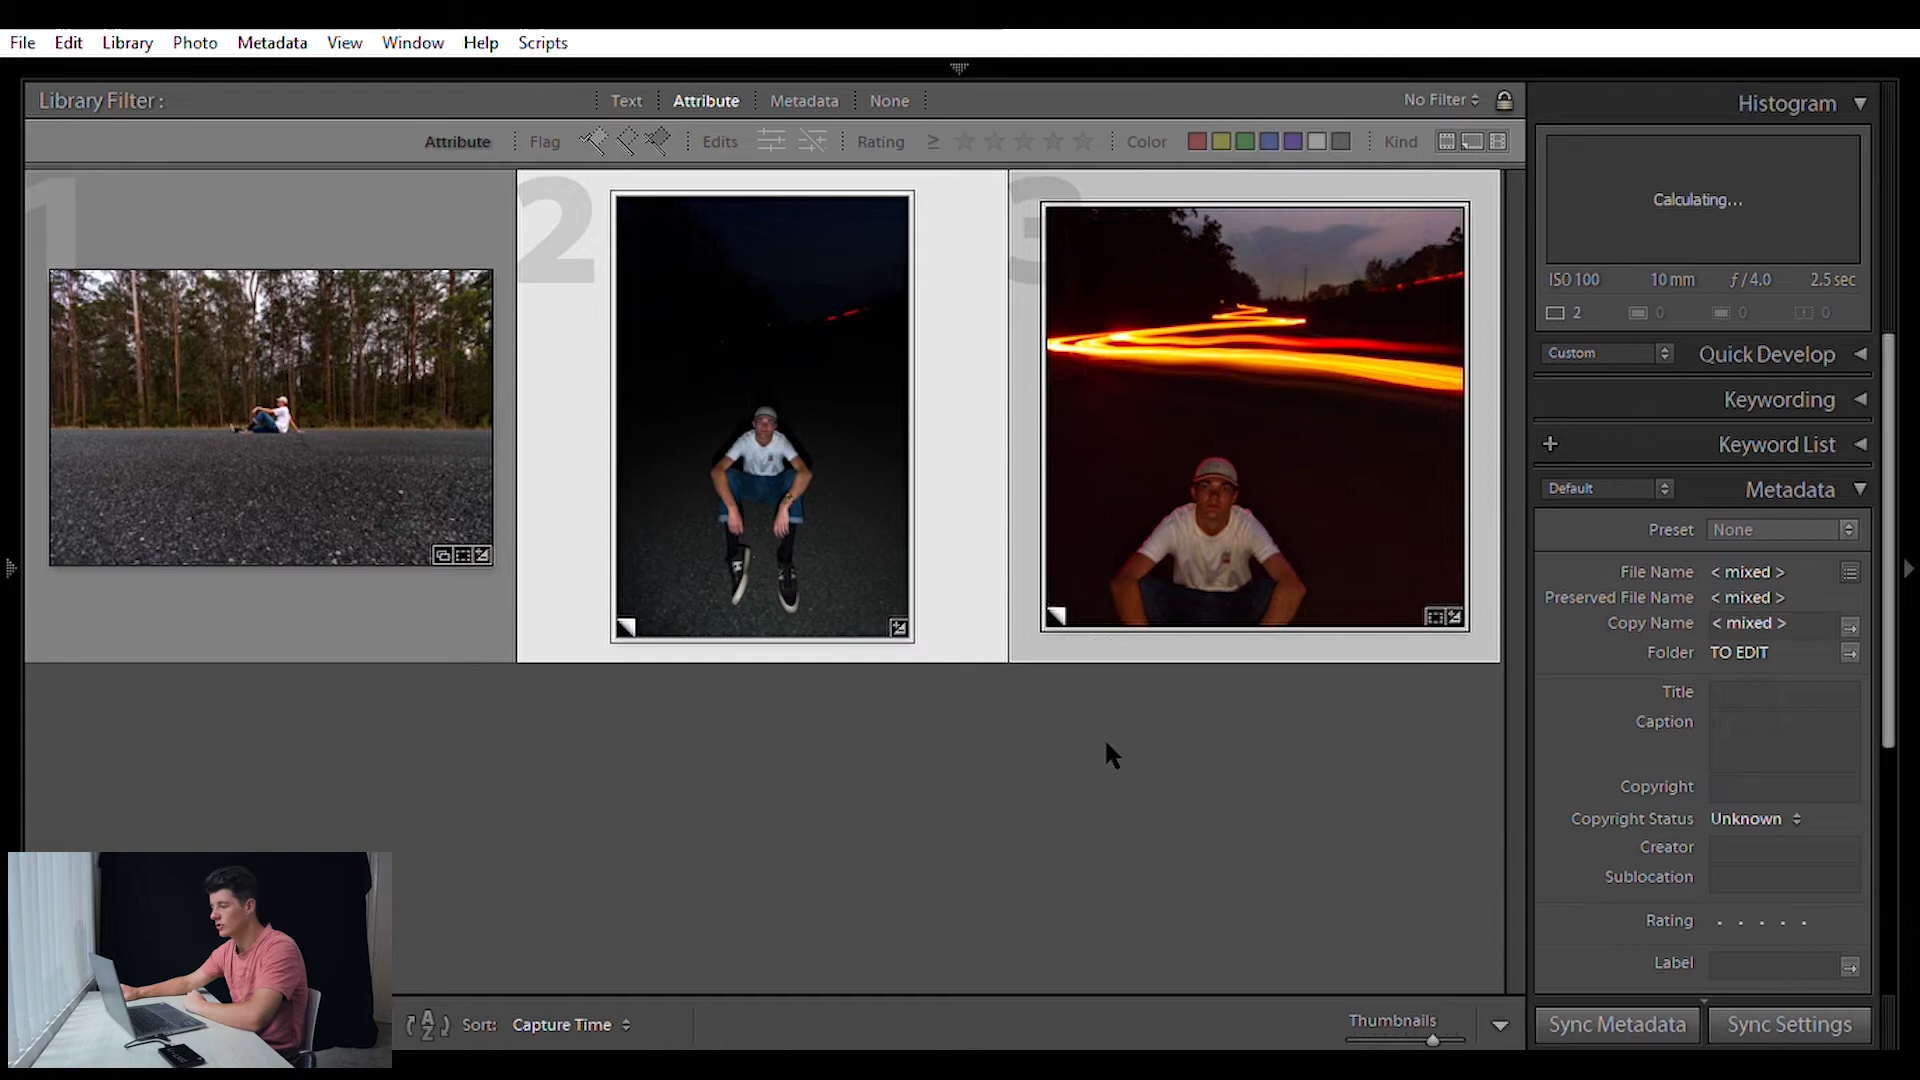 File Edit Library Photo Metadata View Window Help Scripts
Library Filter : Text Attribute Metadata None No Filter
Histogram
Attribute Flag Edits Rating ≥ Color Kind
Calculating...
1 2 3
ISO 100 10 mm ƒ / 4.0 2.5 sec
2 0 0 0
Custom Quick Develop
Keywording
+ Keyword List
Default Metadata
Preset None
File Name < mixed >
Preserved File Name < mixed >
Copy Name < mixed >
Folder TO EDIT
Title
Caption
Copyright
Copyright Status Unknown
Creator
Sublocation
Rating . . . . .
Label
AZ Sort: Capture Time Thumbnails
Sync Metadata Sync Settings